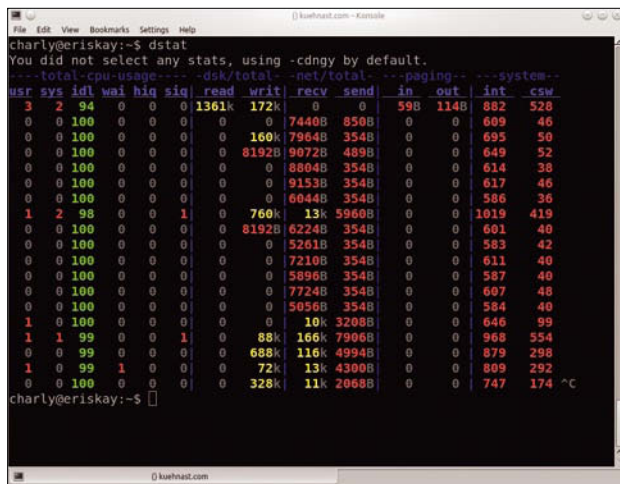 () kuehnast.com - Konsole
File Edit View Bookmarks Settings Help
charly@eriskay:~$ dstat
You did not select any stats, using -cdngy by default.
----total-cpu-usage---- -dsk/total- -net/total- ---paging-- ---system--
usr sys idl wai hiq siq| read writ| recv send| in out | int csw
3 2 94 0 0 0|1361k 172k| 0 0 | 59B 114B| 882 528
0 0 100 0 0 0| 0 0 |7440B 850B| 0 0 | 609 46
0 0 100 0 0 0| 0 160k|7964B 354B| 0 0 | 695 50
0 0 100 0 0 0| 0 8192B|9072B 489B| 0 0 | 649 52
0 0 100 0 0 0| 0 0 |8804B 354B| 0 0 | 614 38
0 0 100 0 0 0| 0 0 |9153B 354B| 0 0 | 617 46
0 0 100 0 0 0| 0 0 |6044B 354B| 0 0 | 586 36
1 2 98 0 0 1| 0 760k| 13k 5960B| 0 0 |1019 419
0 0 100 0 0 0| 0 8192B|6224B 354B| 0 0 | 601 40
0 0 100 0 0 0| 0 0 |5261B 354B| 0 0 | 583 42
0 0 100 0 0 0| 0 0 |7210B 354B| 0 0 | 611 40
0 0 100 0 0 0| 0 0 |5896B 354B| 0 0 | 587 40
0 0 100 0 0 0| 0 0 |7724B 354B| 0 0 | 607 48
0 0 100 0 0 0| 0 0 |5056B 354B| 0 0 | 584 40
1 0 100 0 0 0| 0 0 | 10k 3208B| 0 0 | 646 99
1 1 99 0 0 1| 0 88k| 166k 7906B| 0 0 | 968 554
0 0 99 0 0 0| 0 688k| 116k 4994B| 0 0 | 879 298
1 0 99 1 0 0| 0 72k| 13k 4300B| 0 0 | 809 292
0 0 100 0 0 0| 0 328k| 11k 2068B| 0 0 | 747 174 ^C
charly@eriskay:~$
() kuehnast.com